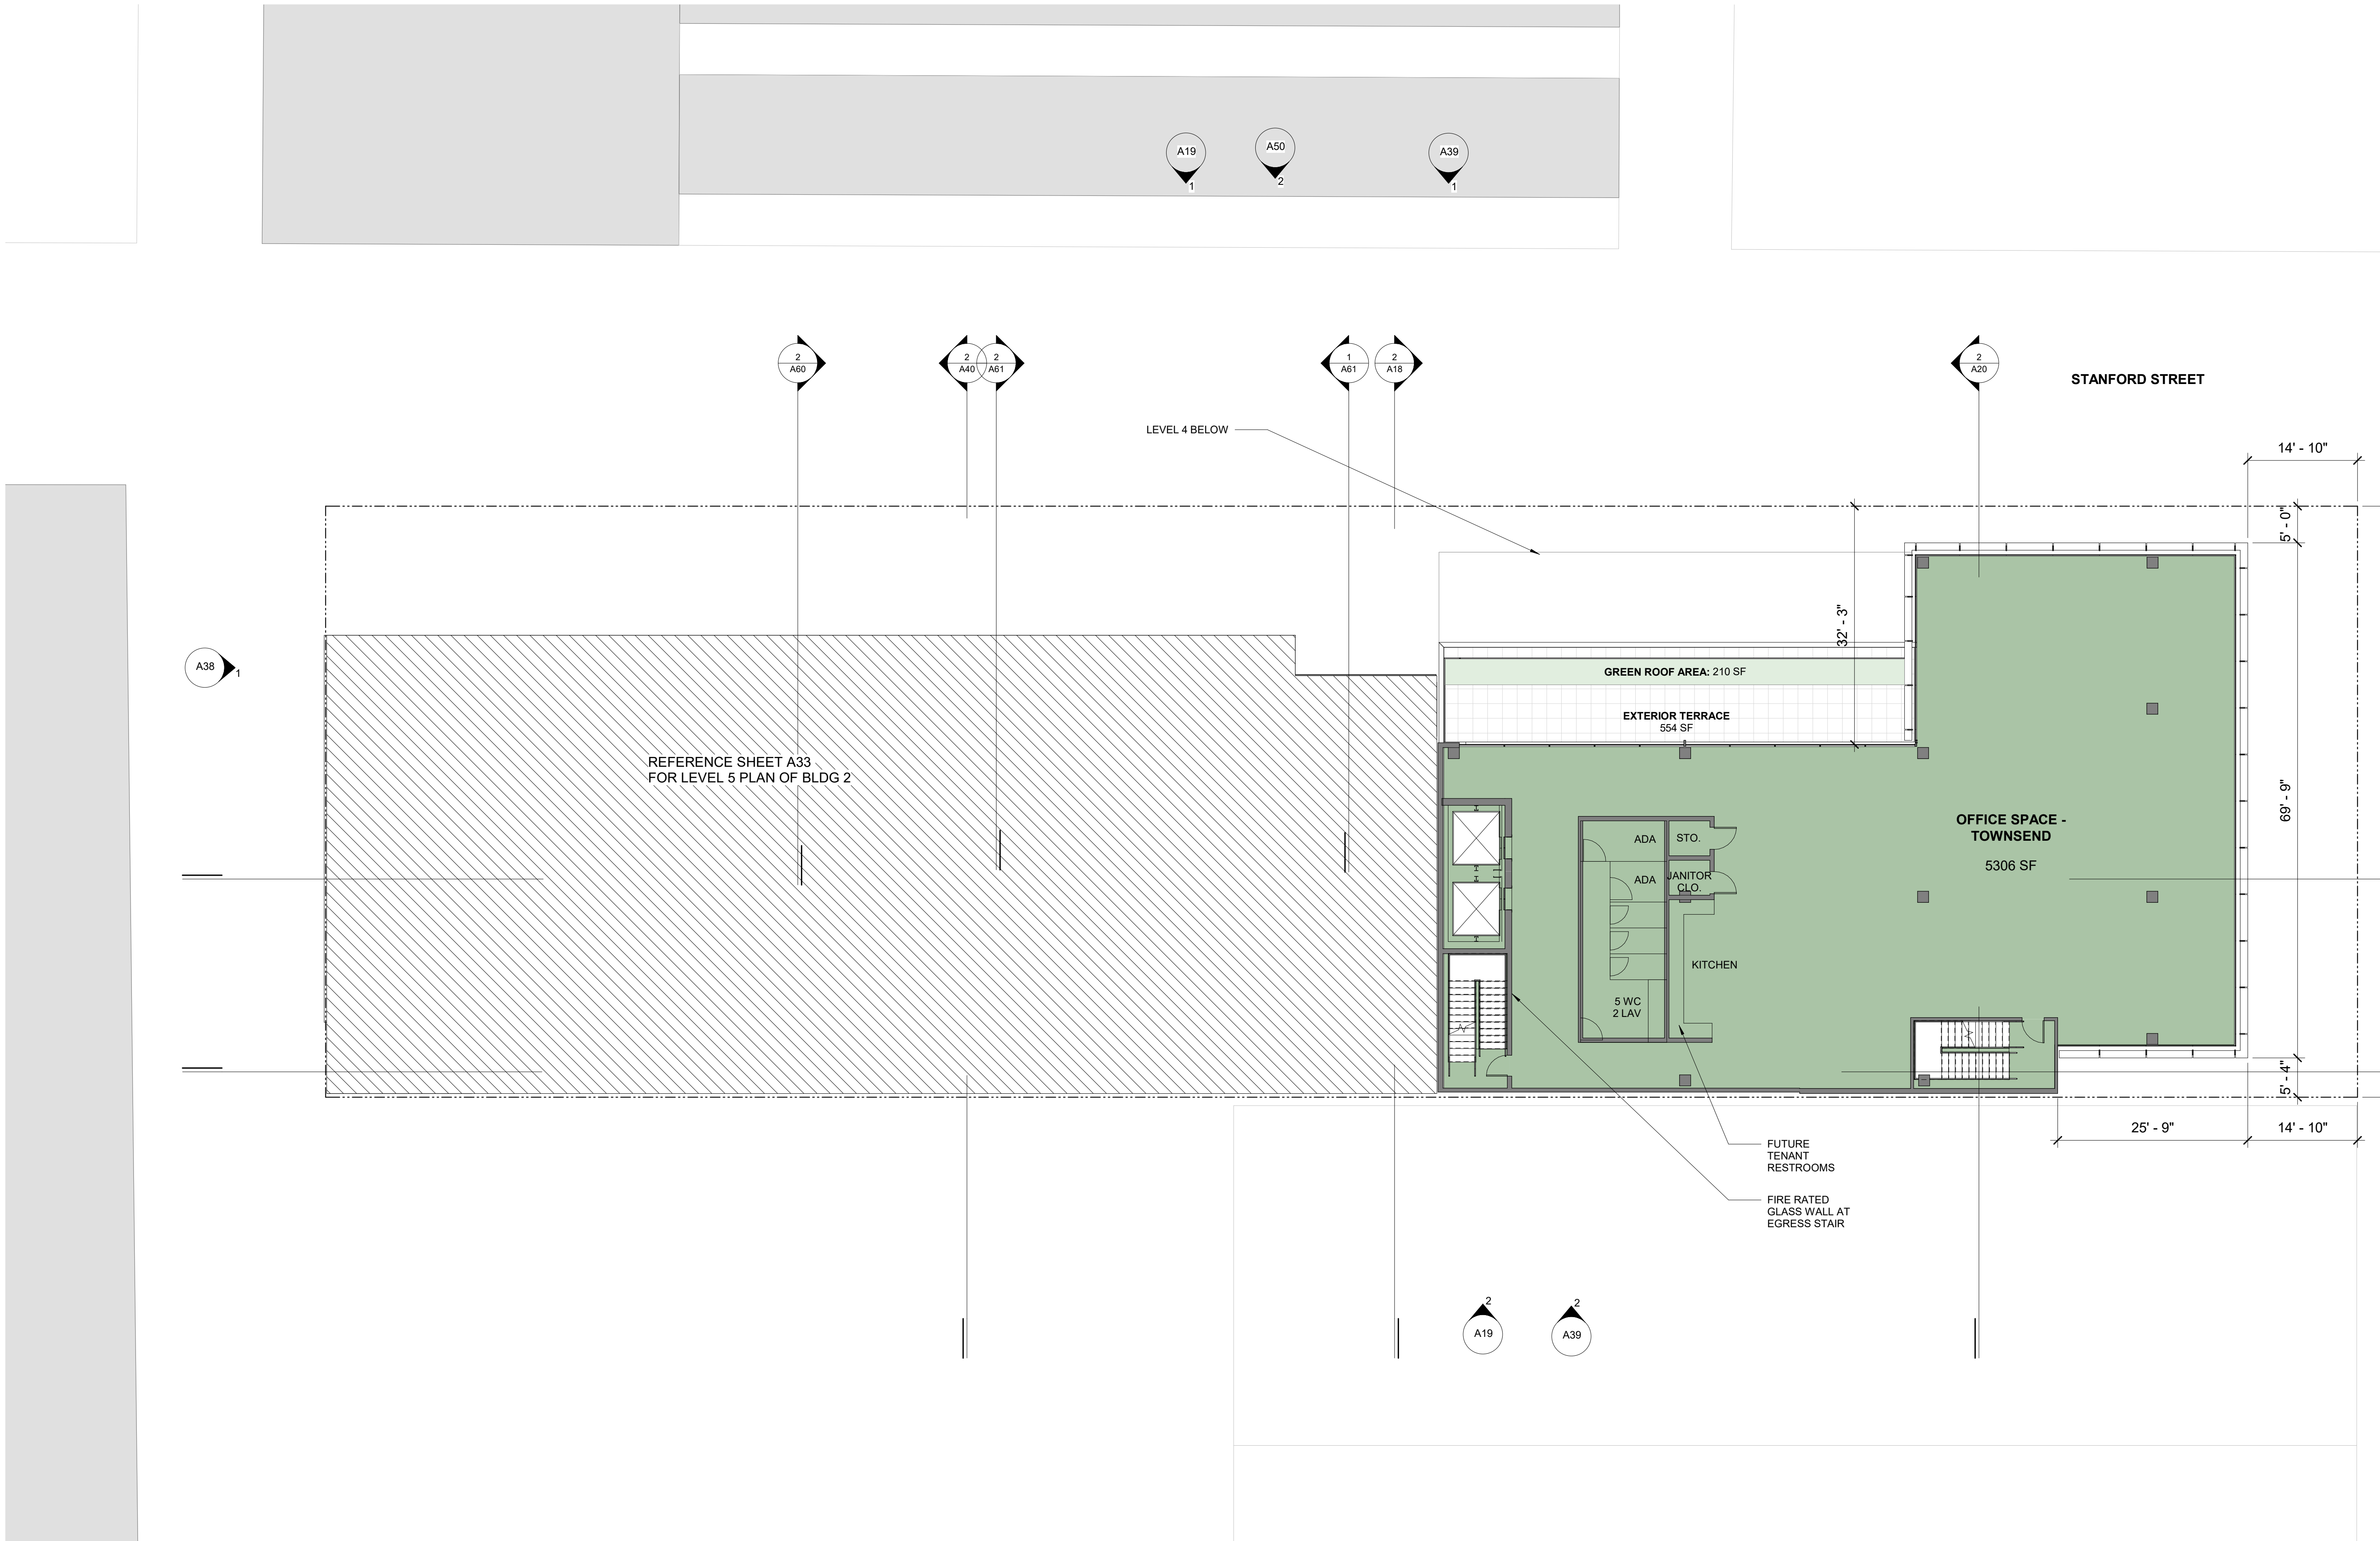 A19
1
A50
2
A39
1
2
A60
2
A40
2
A61
1
A61
2
A18
2
A20
STANFORD STREET
LEVEL 4 BELOW
14' - 10"
5' - 0"
32' - 3"
A38
1
GREEN ROOF AREA: 210 SF
EXTERIOR TERRACE
554 SF
REFERENCE SHEET A33
FOR LEVEL 5 PLAN OF BLDG 2
69' - 9"
OFFICE SPACE -
TOWNSEND
5306 SF
ADA
STO.
ADA
JANITOR
CLO.
KITCHEN
5 WC
2 LAV
5' - 4"
25' - 9"
14' - 10"
FUTURE
TENANT
RESTROOMS
FIRE RATED
GLASS WALL AT
EGRESS STAIR
2
A19
2
A39